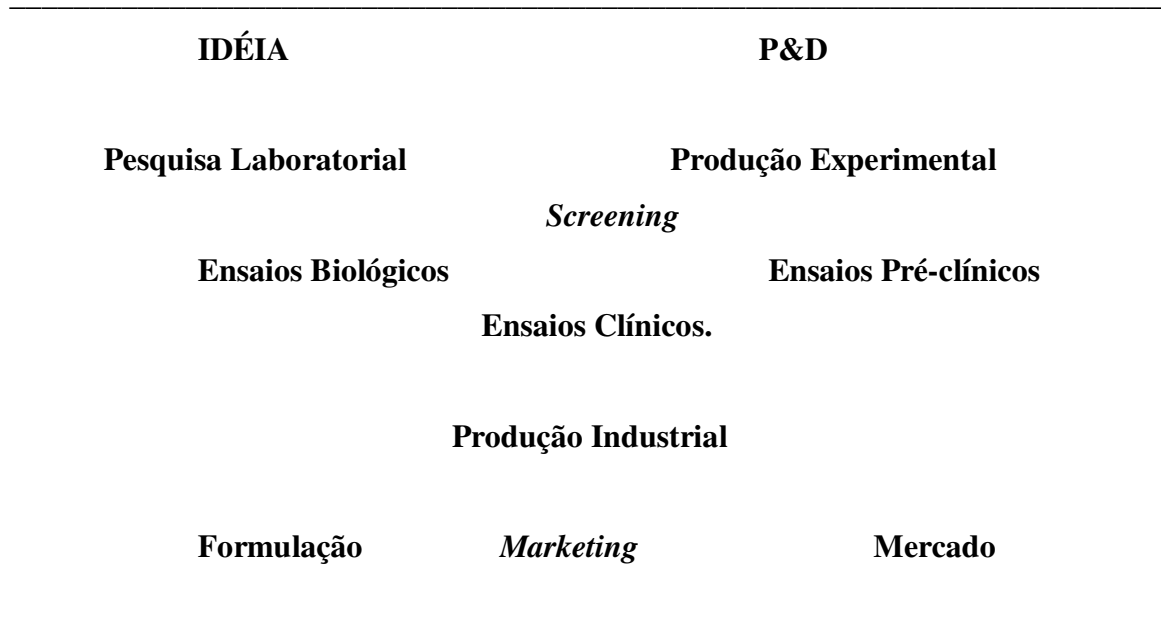 IDÉIA P&D
Pesquisa Laboratorial Produção Experimental
Screening
Ensaios Biológicos Ensaios Pré-clínicos
Ensaios Clínicos.
Produção Industrial
Formulação Marketing Mercado